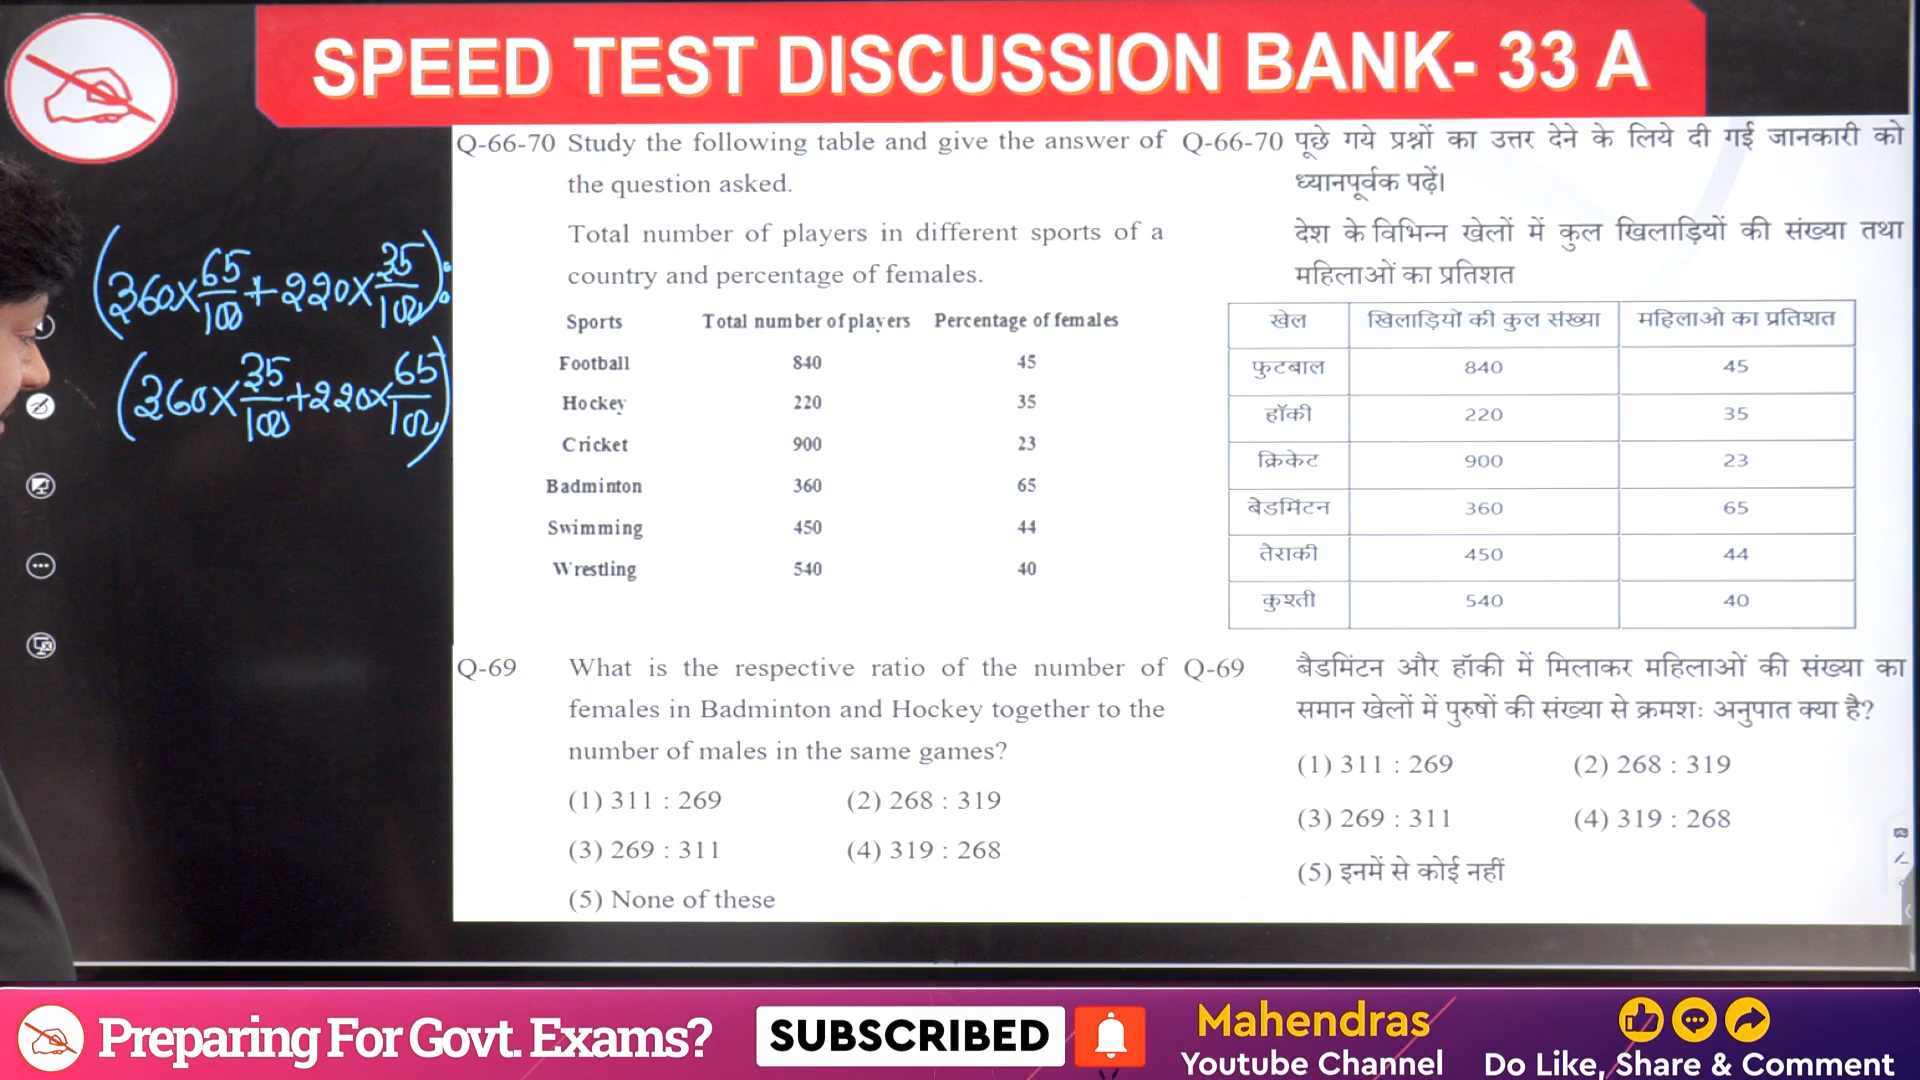 SPEED TEST DISCUSSION BANK- 33 A
(360×65/100+220×35/100):
(360×35/100+220×65/100)
Q-66-70 Study the following table and give the answer of
the question asked.
Total number of players in different sports of a
country and percentage of females.
Sports Total number of players Percentage of females
Football 840 45
Hockey 220 35
Cricket 900 23
Badminton 360 65
Swimming 450 44
Wrestling 540 40
Q-69 What is the respective ratio of the number of
females in Badminton and Hockey together to the
number of males in the same games?
(1) 311 : 269 (2) 268 : 319
(3) 269 : 311 (4) 319 : 268
(5) None of these
Q-66-70 पूछे गये प्रश्नों का उत्तर देने के लिये दी गई जानकारी को
ध्यानपूर्वक पढ़ें।
देश के विभिन्न खेलों में कुल खिलाड़ियों की संख्या तथा
महिलाओं का प्रतिशत
खेल खिलाड़ियों की कुल संख्या महिलाओ का प्रतिशत
फुटबाल 840 45
हॉकी 220 35
क्रिकेट 900 23
बेडमिंटन 360 65
तेराकी 450 44
कुश्ती 540 40
Q-69 बैडमिंटन और हॉकी में मिलाकर महिलाओं की संख्या का
समान खेलों में पुरुषों की संख्या से क्रमशः अनुपात क्या है?
(1) 311 : 269 (2) 268 : 319
(3) 269 : 311 (4) 319 : 268
(5) इनमें से कोई नहीं
Preparing For Govt. Exams?
SUBSCRIBED
Mahendras
Youtube Channel
Do Like, Share & Comment